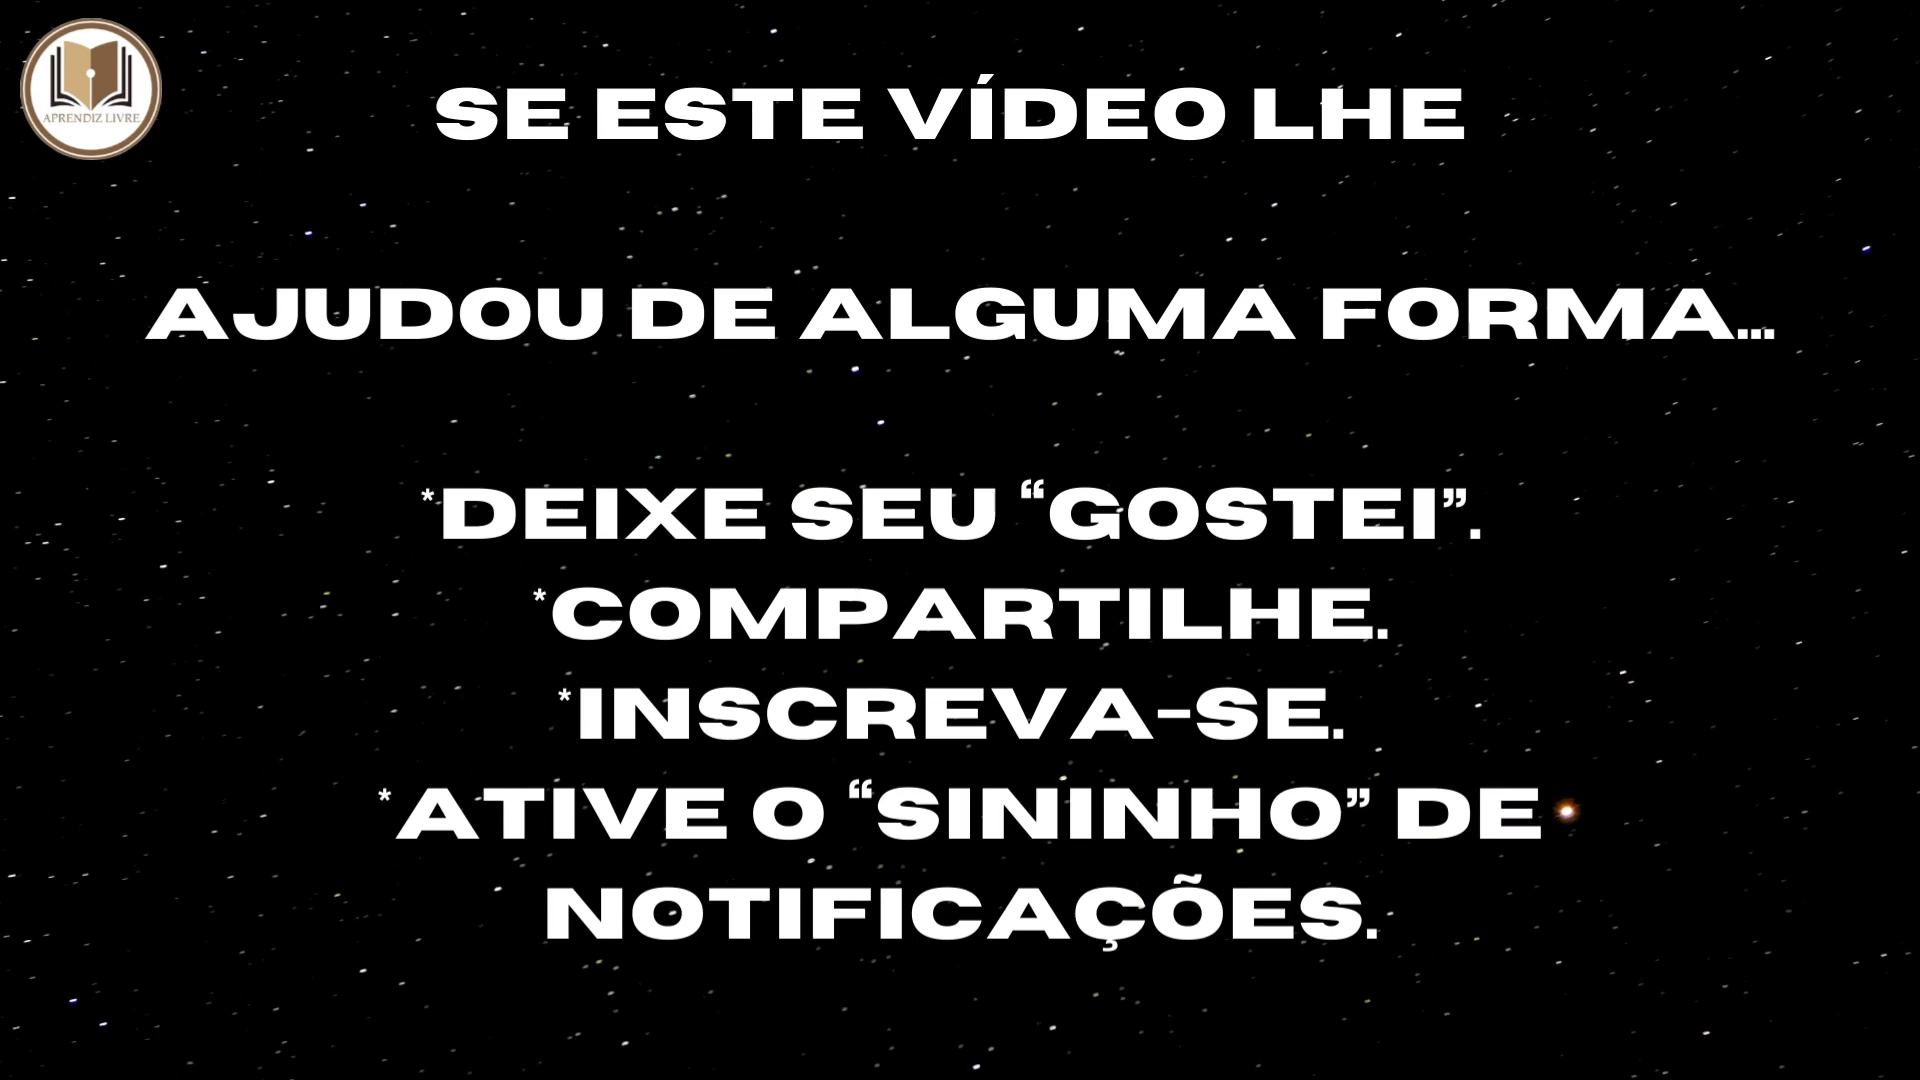 APRENDIZ LIVRE
SE ESTE VÍDEO LHE
AJUDOU DE ALGUMA FORMA...
*DEIXE SEU “GOSTEI”.
*COMPARTILHE.
*INSCREVA-SE.
*ATIVE O “SININHO” DE
NOTIFICAÇÕES.